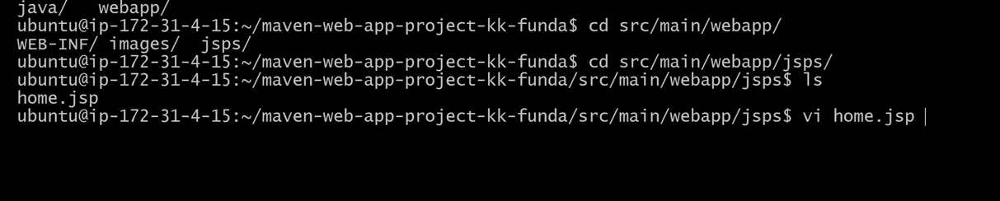 java/   webapp/
ubuntu@ip-172-31-4-15:~/maven-web-app-project-kk-funda$ cd src/main/webapp/
WEB-INF/ images/  jsps/
ubuntu@ip-172-31-4-15:~/maven-web-app-project-kk-funda$ cd src/main/webapp/jsps/
ubuntu@ip-172-31-4-15:~/maven-web-app-project-kk-funda/src/main/webapp/jsps$ ls
home.jsp
ubuntu@ip-172-31-4-15:~/maven-web-app-project-kk-funda/src/main/webapp/jsps$ vi home.jsp